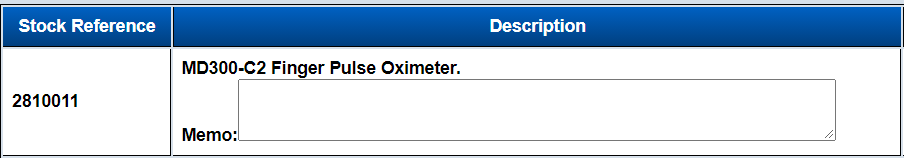 Stock Reference
Description
2810011
MD300-C2 Finger Pulse Oximeter.
Memo: